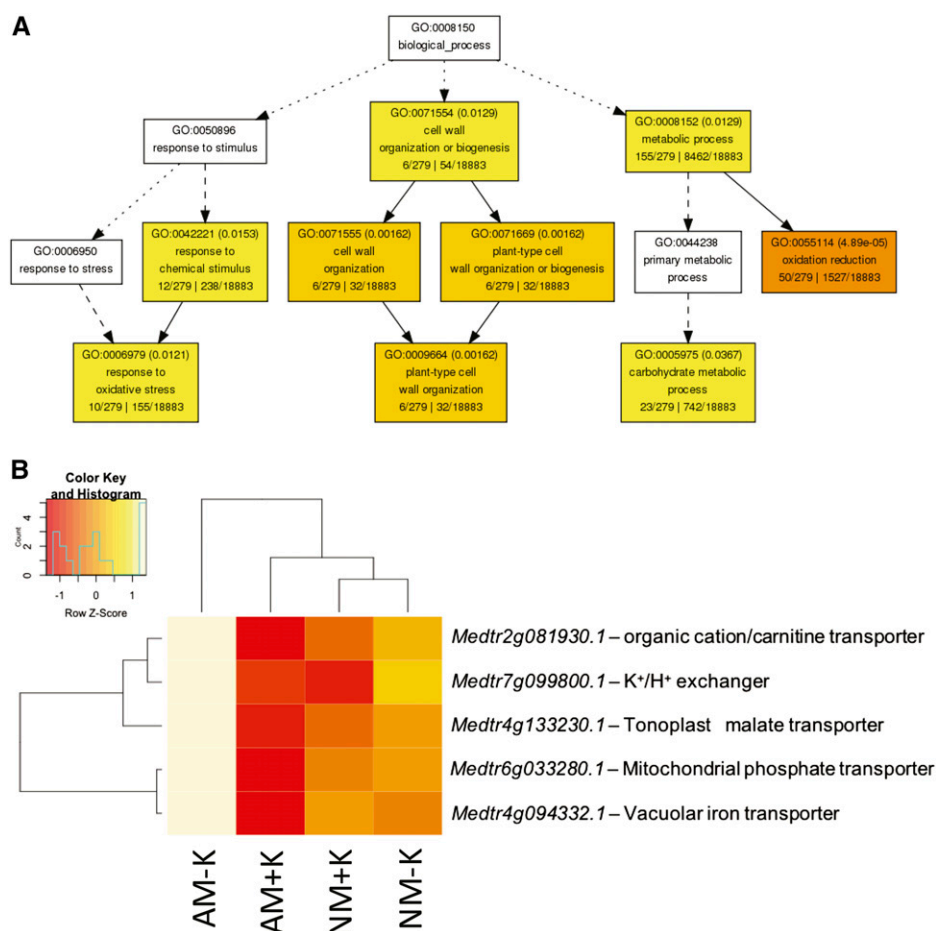 A
GO:0008150
biological_process
GO:0050896
response to stimulus
GO:0071554 (0.0129)
cell wall
organization or biogenesis
6/279 | 54/18883
GO:0008152 (0.0129)
metabolic process
155/279 | 8462/18883
GO:0006950
response to stress
GO:0042221 (0.0153)
response to
chemical stimulus
12/279 | 238/18883
GO:0071555 (0.00162)
cell wall
organization
6/279 | 32/18883
GO:0071669 (0.00162)
plant-type cell
wall organization or biogenesis
6/279 | 32/18883
GO:0044238
primary metabolic
process
GO:0055114 (4.89e-05)
oxidation reduction
50/279 | 1527/18883
GO:0006979 (0.0121)
response to
oxidative stress
10/279 | 155/18883
GO:0009664 (0.00162)
plant-type cell
wall organization
6/279 | 32/18883
GO:0005975 (0.0367)
carbohydrate metabolic
process
23/279 | 742/18883
B
Color Key
and Histogram
Count
0 2 4
-1 0 1
Row Z-Score
Medtr2g081930.1 – organic cation/carnitine transporter
Medtr7g099800.1 – K⁺/H⁺ exchanger
Medtr4g133230.1 – Tonoplast malate transporter
Medtr6g033280.1 – Mitochondrial phosphate transporter
Medtr4g094332.1 – Vacuolar iron transporter
AM-K
AM+K
NM+K
NM-K